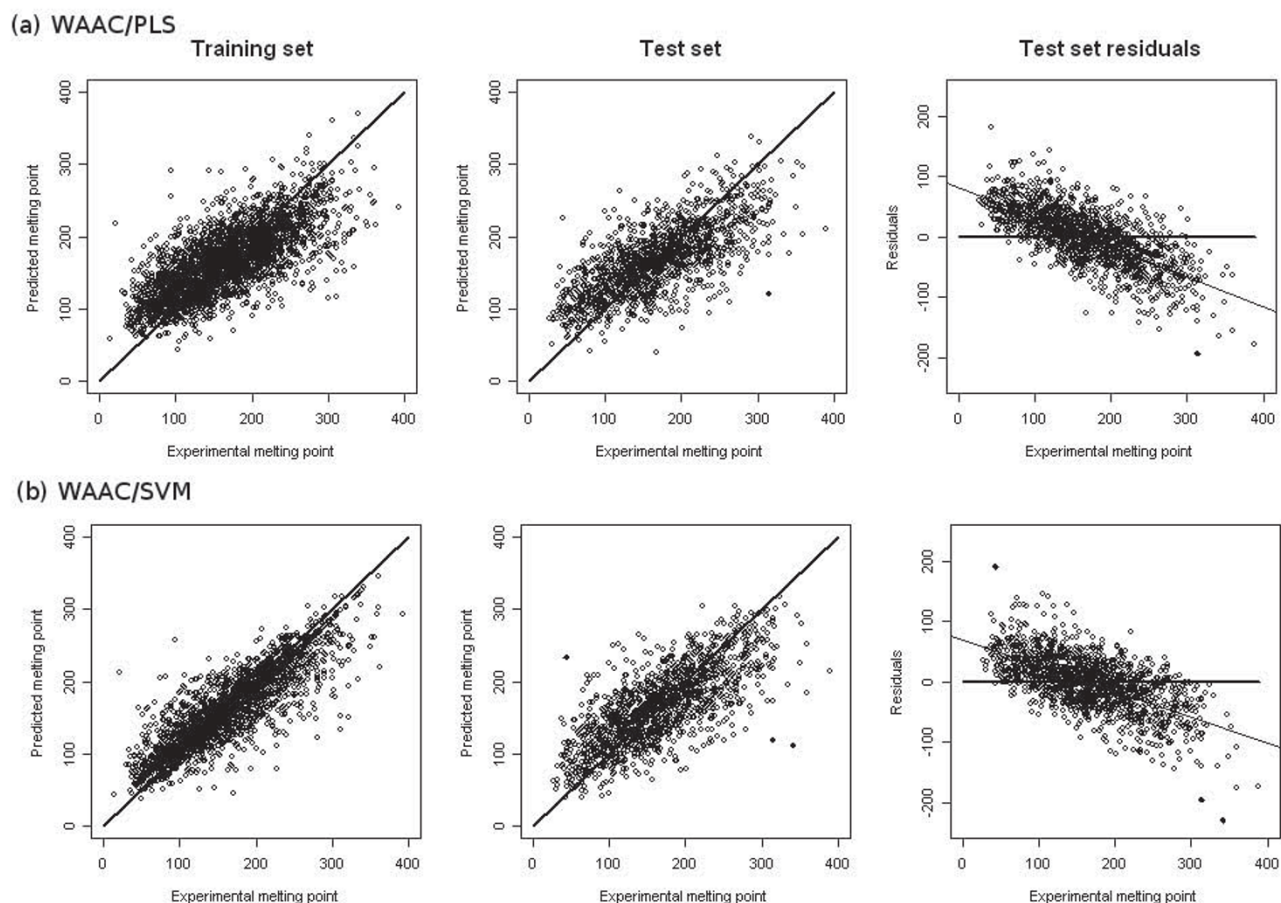 (a) WAAC/PLS
Training set
Test set
Test set residuals
Predicted melting point
0 100 200 300 400
0 100 200 300 400
Experimental melting point
Predicted melting point
0 100 200 300 400
0 100 200 300 400
Experimental melting point
Residuals
-200 -100 0 100 200
0 100 200 300 400
Experimental melting point
(b) WAAC/SVM
Predicted melting point
0 100 200 300 400
0 100 200 300 400
Experimental melting point
Predicted melting point
0 100 200 300 400
0 100 200 300 400
Experimental melting point
Residuals
-200 -100 0 100 200
0 100 200 300 400
Experimental melting point